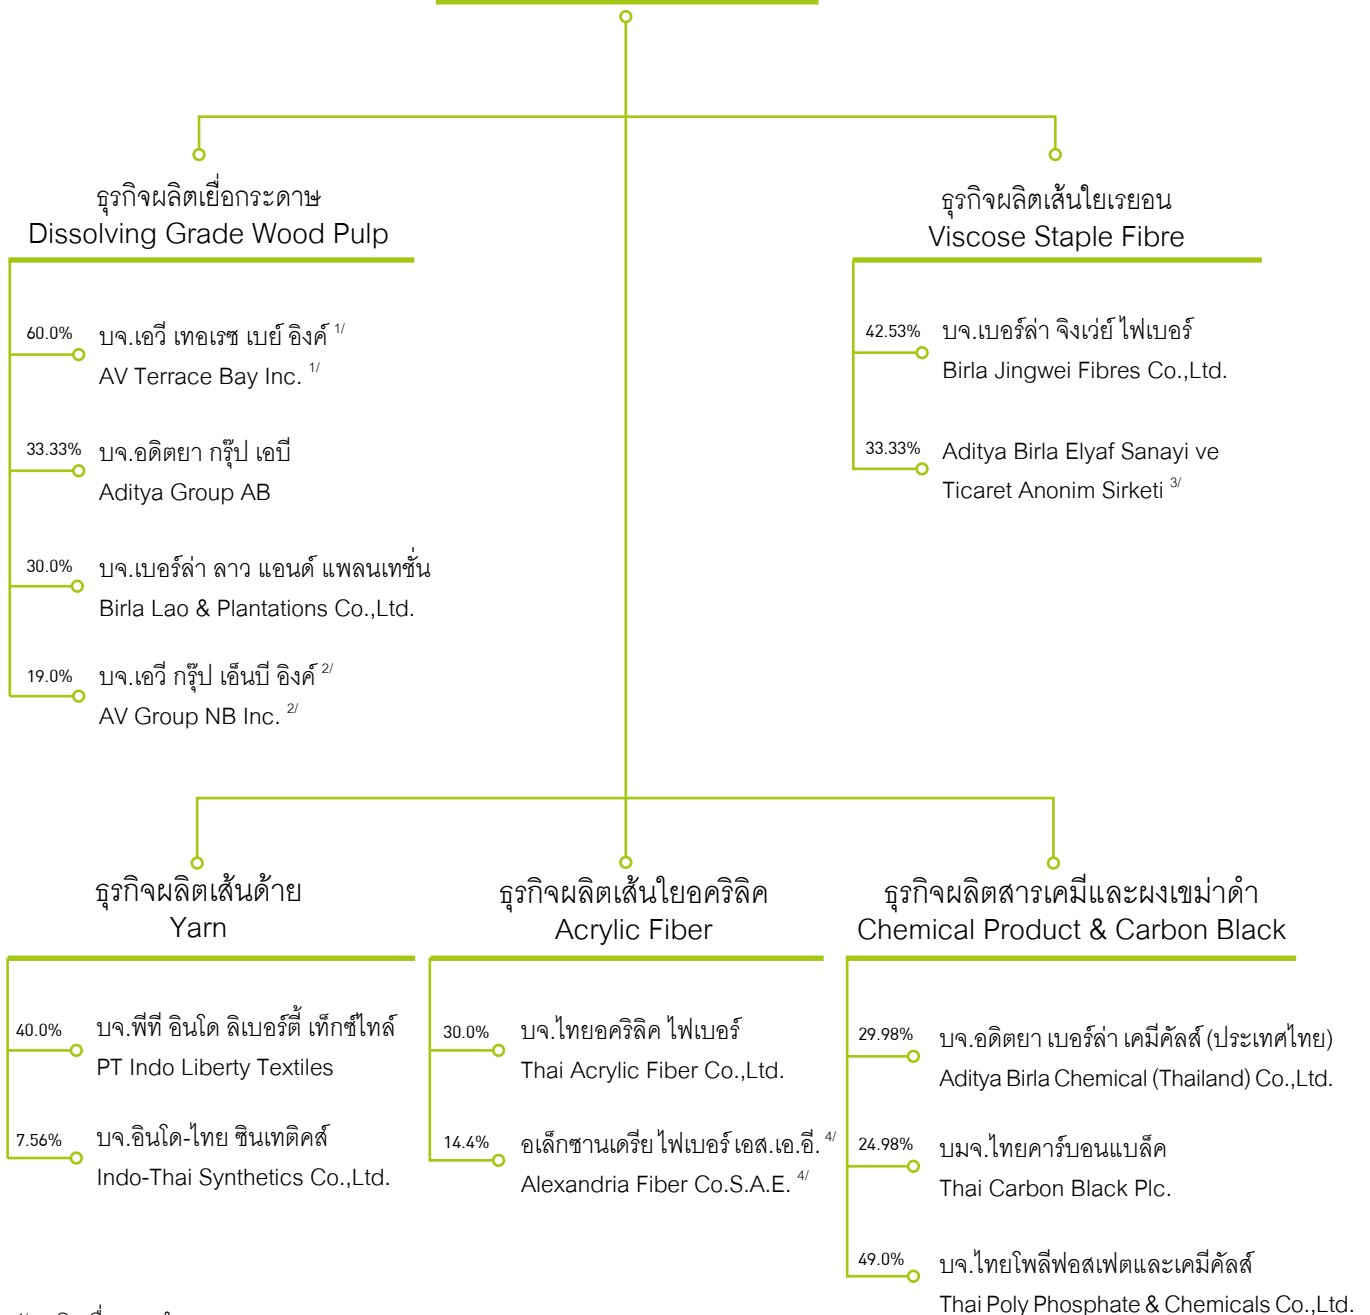 ธุรกิจผลิตเยื่อกระดาษ
Dissolving Grade Wood Pulp
60.0% บจ.เอวี เทอเรซ เบย์ อิงค์ 1/
AV Terrace Bay Inc. 1/
33.33% บจ.อดิตยา กรุ๊ป เอบี
Aditya Group AB
30.0% บจ.เบอร์ล่า ลาว แอนด์ แพลนเทชั่น
Birla Lao & Plantations Co.,Ltd.
19.0% บจ.เอวี กรุ๊ป เอ็นบี อิงค์ 2/
AV Group NB Inc. 2/
ธุรกิจผลิตเส้นใยเรยอน
Viscose Staple Fibre
42.53% บจ.เบอร์ล่า จิงเว่ย์ ไฟเบอร์
Birla Jingwei Fibres Co.,Ltd.
33.33% Aditya Birla Elyaf Sanayi ve
Ticaret Anonim Sirketi 3/
ธุรกิจผลิตเส้นด้าย
Yarn
40.0% บจ.พีที อินโด ลิเบอร์ตี้ เท็กซ์ไทล์
PT Indo Liberty Textiles
7.56% บจ.อินโด-ไทย ซินเทติคส์
Indo-Thai Synthetics Co.,Ltd.
ธุรกิจผลิตเส้นใยอคริลิค
Acrylic Fiber
30.0% บจ.ไทยอคริลิค ไฟเบอร์
Thai Acrylic Fiber Co.,Ltd.
14.4% อเล็กซานเดรีย ไฟเบอร์ เอส.เอ.อี. 4/
Alexandria Fiber Co.S.A.E. 4/
ธุรกิจผลิตสารเคมีและผงเขม่าดำ
Chemical Product & Carbon Black
29.98% บจ.อดิตยา เบอร์ล่า เคมีคัลส์ (ประเทศไทย)
Aditya Birla Chemical (Thailand) Co.,Ltd.
24.98% บมจ.ไทยคาร์บอนแบล็ค
Thai Carbon Black Plc.
49.0% บจ.ไทยโพลีฟอสเฟตและเคมีคัลส์
Thai Poly Phosphate & Chemicals Co.,Ltd.